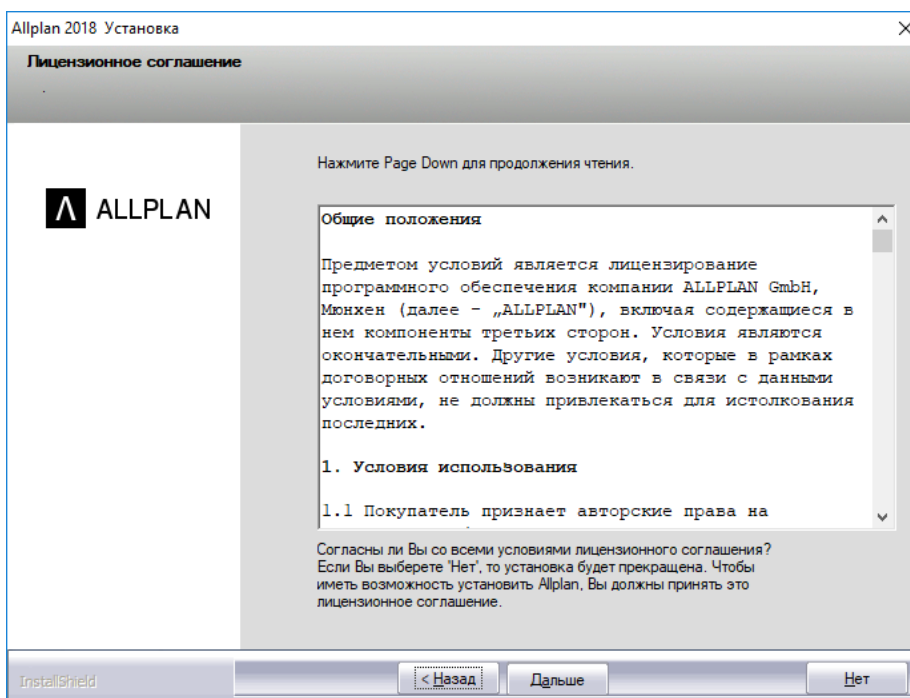 Allplan 2018 Установка
Лицензионное соглашение
.
Нажмите Page Down для продолжения чтения.
ALLPLAN
Общие положения
Предметом условий является лицензирование
программного обеспечения компании ALLPLAN GmbH,
Мюнхен (далее – „ALLPLAN"), включая содержащиеся в
нем компоненты третьих сторон. Условия являются
окончательными. Другие условия, которые в рамках
договорных отношений возникают в связи с данными
условиями, не должны привлекаться для истолкования
последних.
1. Условия использования
1.1 Покупатель признает авторские права на
Согласны ли Вы со всеми условиями лицензионного соглашения?
Если Вы выберете 'Нет', то установка будет прекращена. Чтобы
иметь возможность установить Allplan, Вы должны принять это
лицензионное соглашение.
InstallShield
< Назад
Дальше
Нет